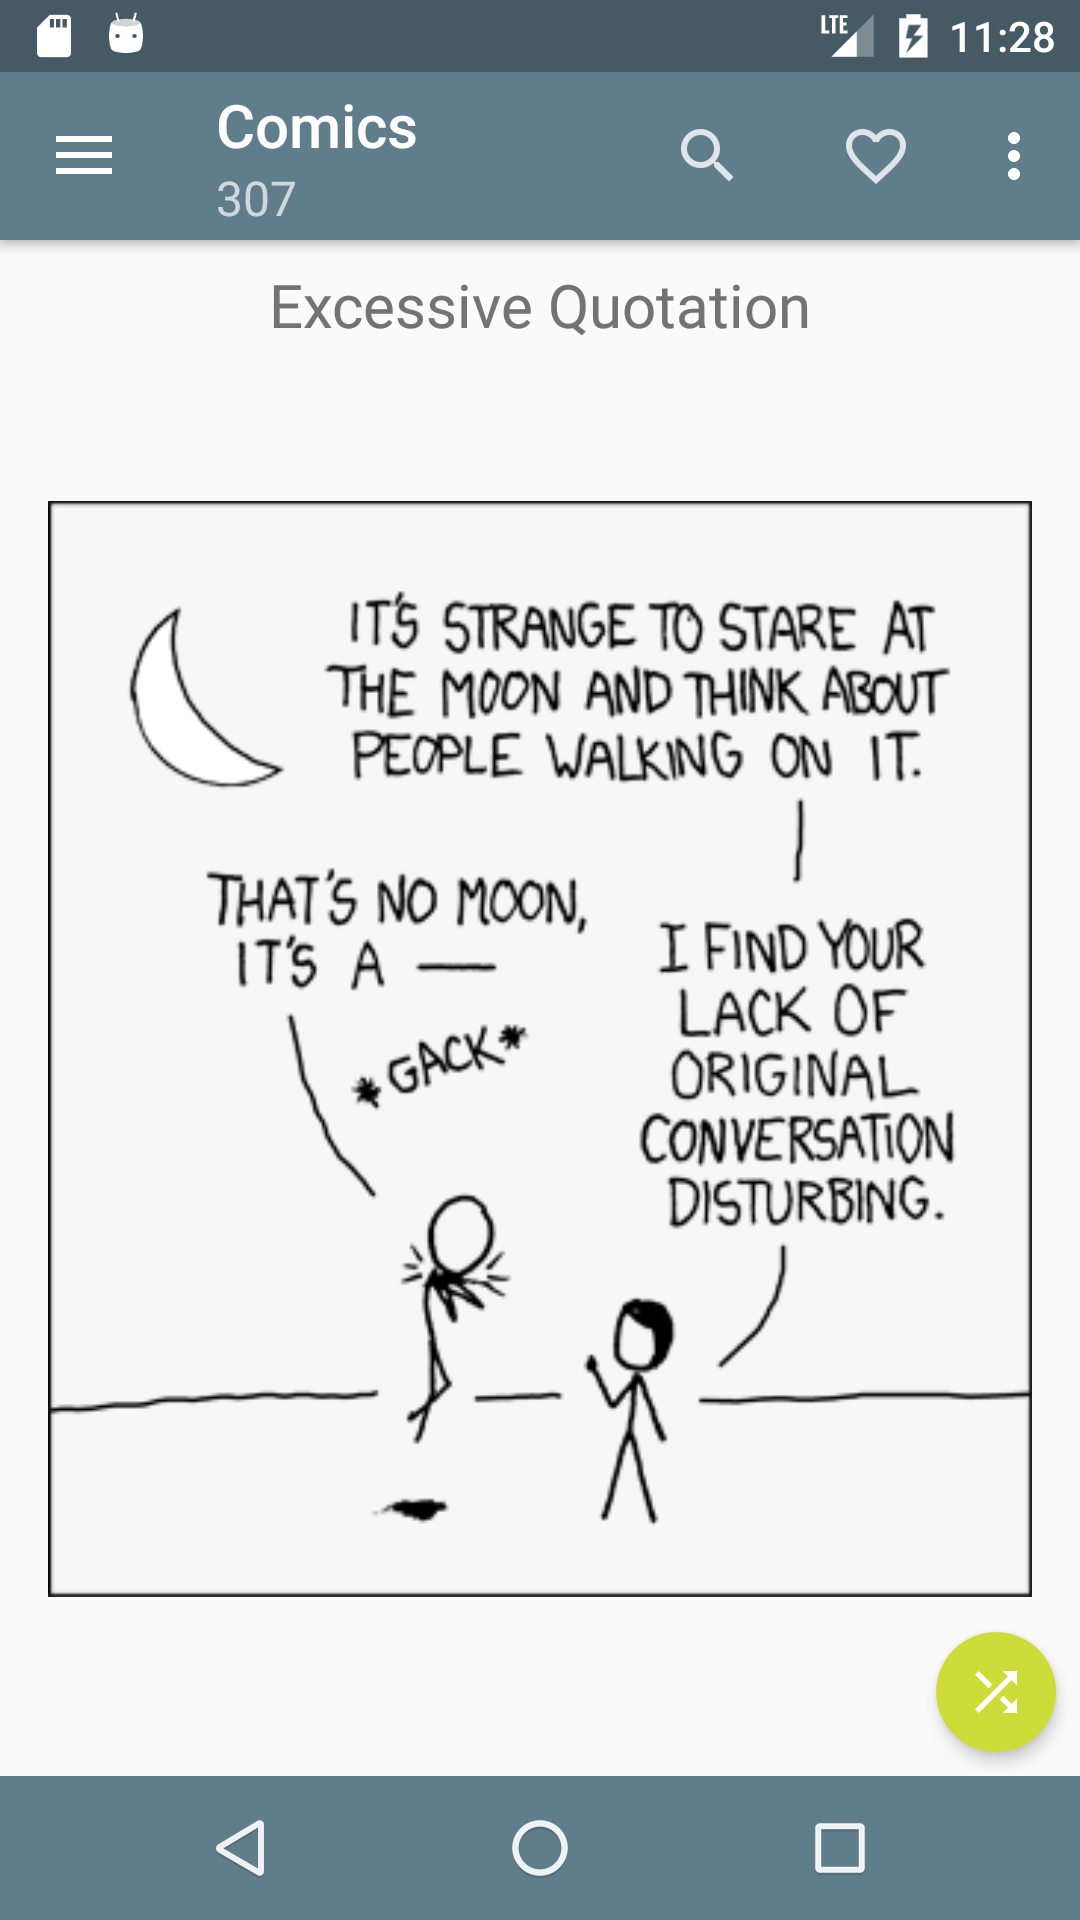 LTE 11:28
Comics
307
Excessive Quotation
IT'S STRANGE TO STARE AT
THE MOON AND THINK ABOUT
PEOPLE WALKING ON IT.
THAT'S NO MOON,
IT'S A —
*GACK*
I FIND YOUR
LACK OF
ORIGINAL
CONVERSATION
DISTURBING.